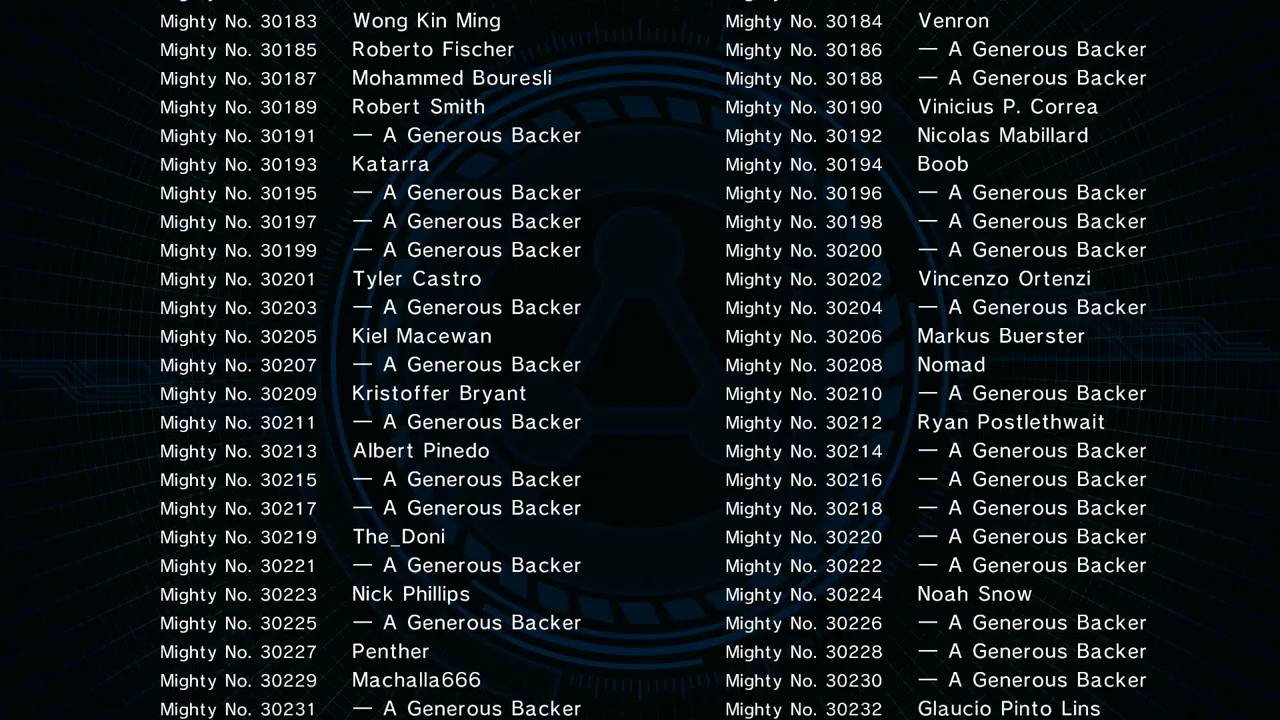 Mighty No. 30183 Wong Kin Ming Mighty No. 30184 Venron
Mighty No. 30185 Roberto Fischer Mighty No. 30186 — A Generous Backer
Mighty No. 30187 Mohammed Bouresli Mighty No. 30188 — A Generous Backer
Mighty No. 30189 Robert Smith Mighty No. 30190 Vinicius P. Correa
Mighty No. 30191 — A Generous Backer Mighty No. 30192 Nicolas Mabillard
Mighty No. 30193 Katarra Mighty No. 30194 Boob
Mighty No. 30195 — A Generous Backer Mighty No. 30196 — A Generous Backer
Mighty No. 30197 — A Generous Backer Mighty No. 30198 — A Generous Backer
Mighty No. 30199 — A Generous Backer Mighty No. 30200 — A Generous Backer
Mighty No. 30201 Tyler Castro Mighty No. 30202 Vincenzo Ortenzi
Mighty No. 30203 — A Generous Backer Mighty No. 30204 — A Generous Backer
Mighty No. 30205 Kiel Macewan Mighty No. 30206 Markus Buerster
Mighty No. 30207 — A Generous Backer Mighty No. 30208 Nomad
Mighty No. 30209 Kristoffer Bryant Mighty No. 30210 — A Generous Backer
Mighty No. 30211 — A Generous Backer Mighty No. 30212 Ryan Postlethwait
Mighty No. 30213 Albert Pinedo Mighty No. 30214 — A Generous Backer
Mighty No. 30215 — A Generous Backer Mighty No. 30216 — A Generous Backer
Mighty No. 30217 — A Generous Backer Mighty No. 30218 — A Generous Backer
Mighty No. 30219 The_Doni Mighty No. 30220 — A Generous Backer
Mighty No. 30221 — A Generous Backer Mighty No. 30222 — A Generous Backer
Mighty No. 30223 Nick Phillips Mighty No. 30224 Noah Snow
Mighty No. 30225 — A Generous Backer Mighty No. 30226 — A Generous Backer
Mighty No. 30227 Penther Mighty No. 30228 — A Generous Backer
Mighty No. 30229 Machalla666 Mighty No. 30230 — A Generous Backer
Mighty No. 30231 — A Generous Backer Mighty No. 30232 Glaucio Pinto Lins